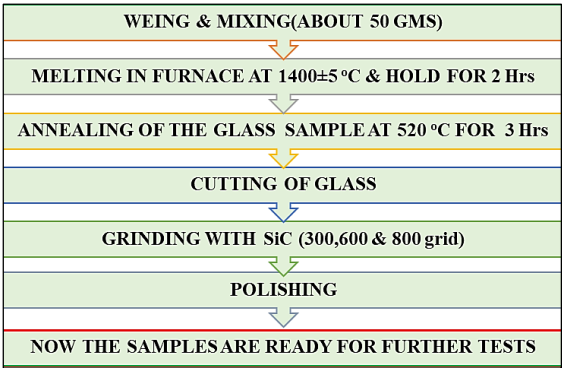 WEING & MIXING(ABOUT 50 GMS)
MELTING IN FURNACE AT 1400±5 ºC & HOLD FOR 2 Hrs
ANNEALING OF THE GLASS SAMPLE AT 520 ºC FOR 3 Hrs
CUTTING OF GLASS
GRINDING WITH SiC (300,600 & 800 grid)
POLISHING
NOW THE SAMPLES ARE READY FOR FURTHER TESTS